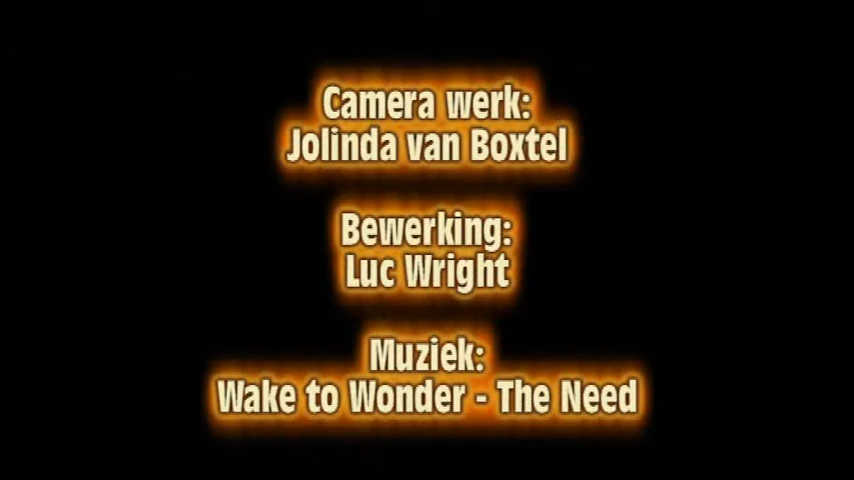 Camera werk:
Jolinda van Boxtel
Bewerking:
Luc Wright
Muziek:
Wake to Wonder - The Need